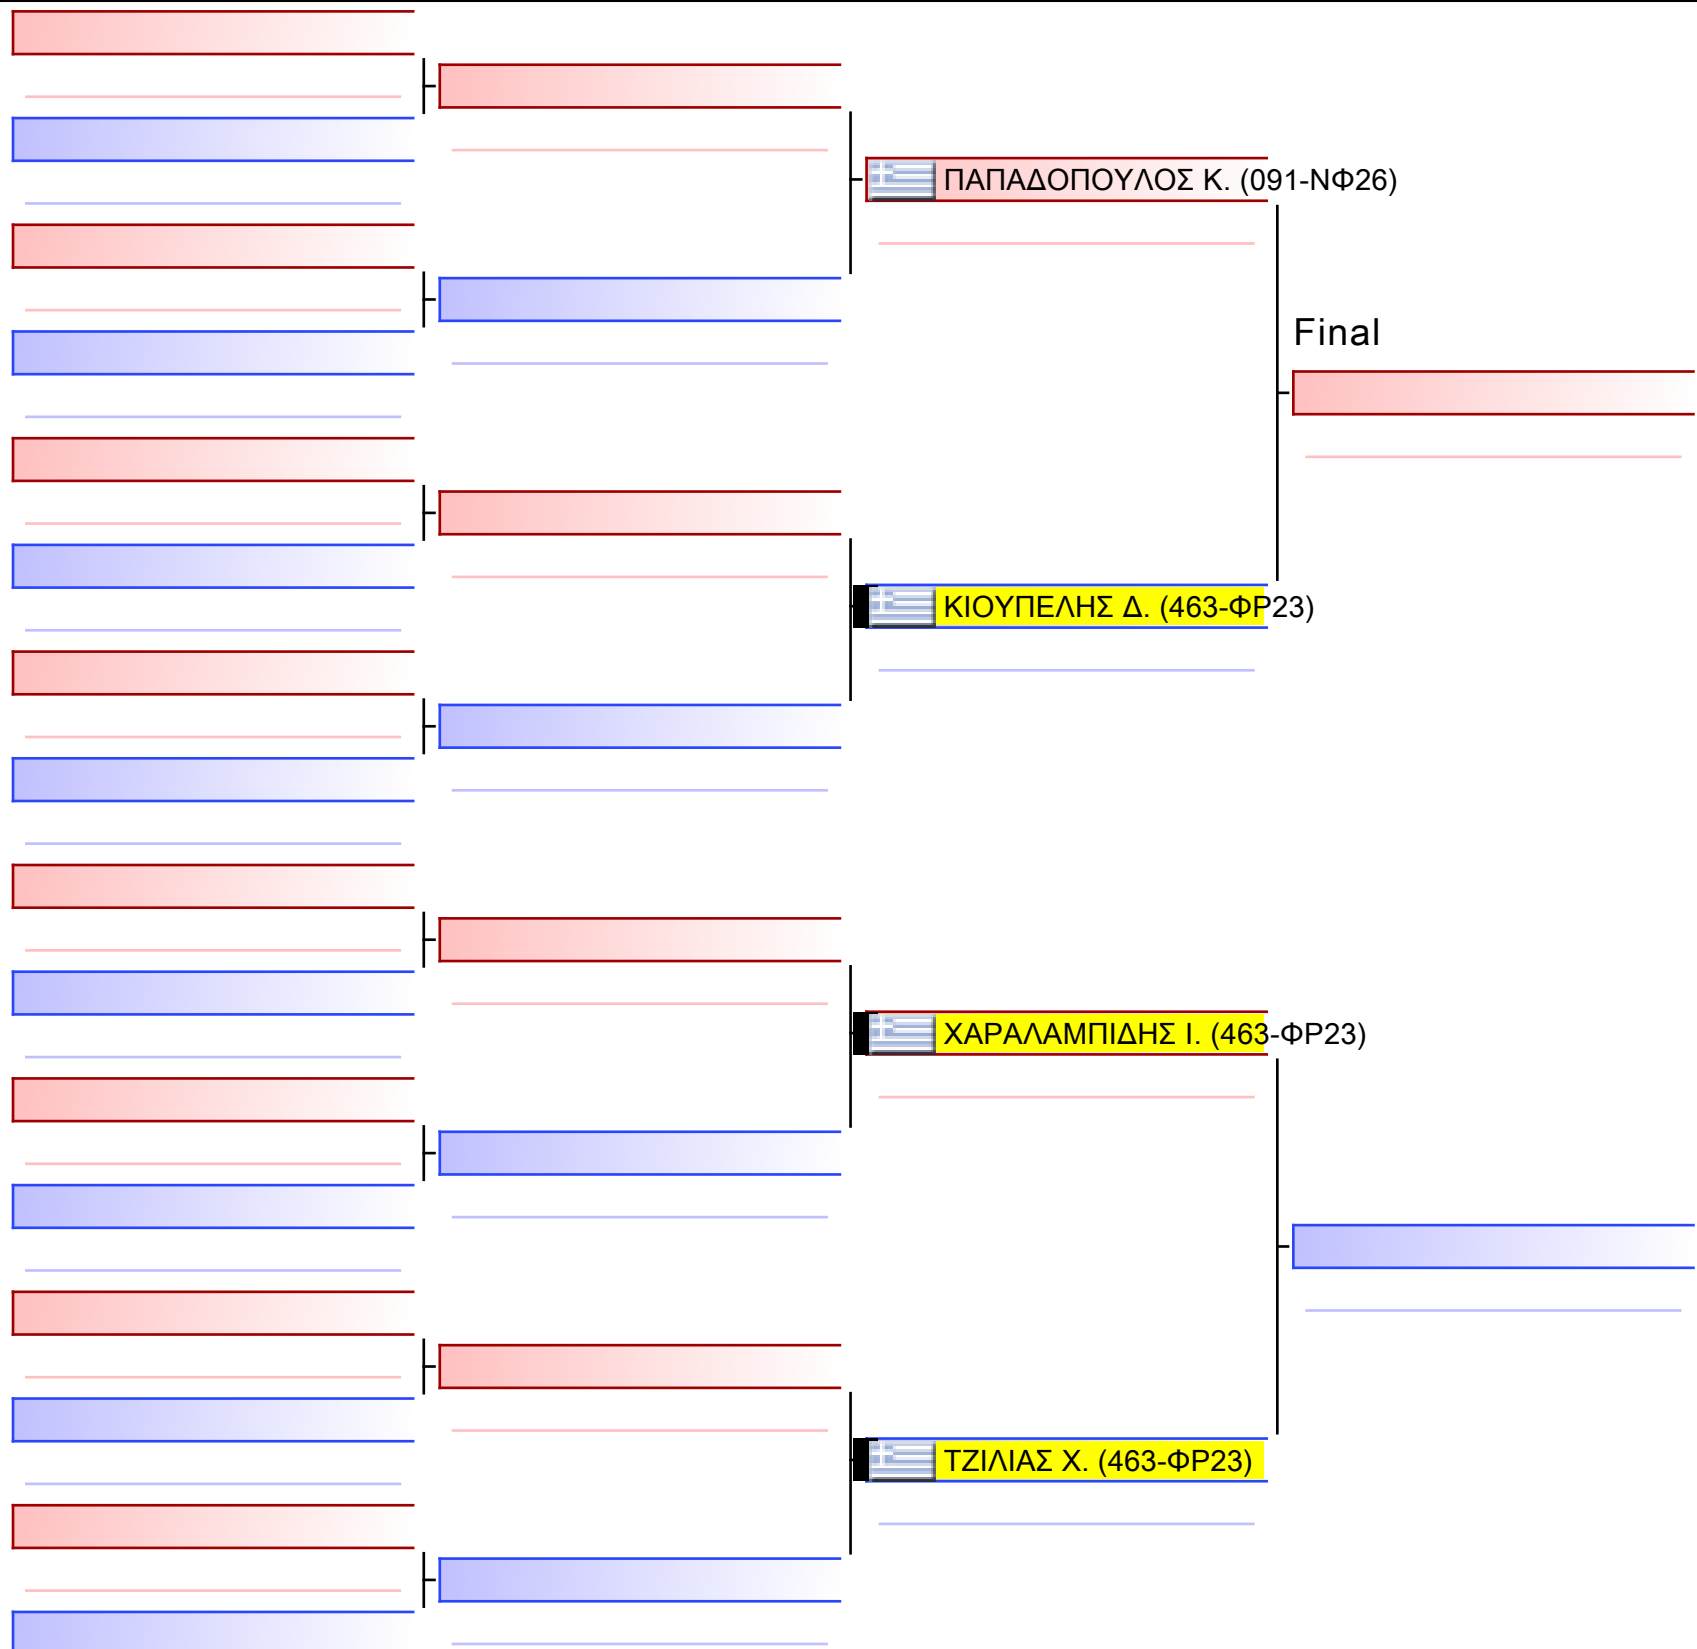 ΠΑΠΑΔΟΠΟΥΛΟΣ Κ. (091-ΝΦ26)
Final
ΚΙΟΥΠΕΛΗΣ Δ. (463-ΦΡ23)
ΧΑΡΑΛΑΜΠΙΔΗΣ Ι. (463-ΦΡ23)
ΤΖΙΛΙΑΣ Χ. (463-ΦΡ23)